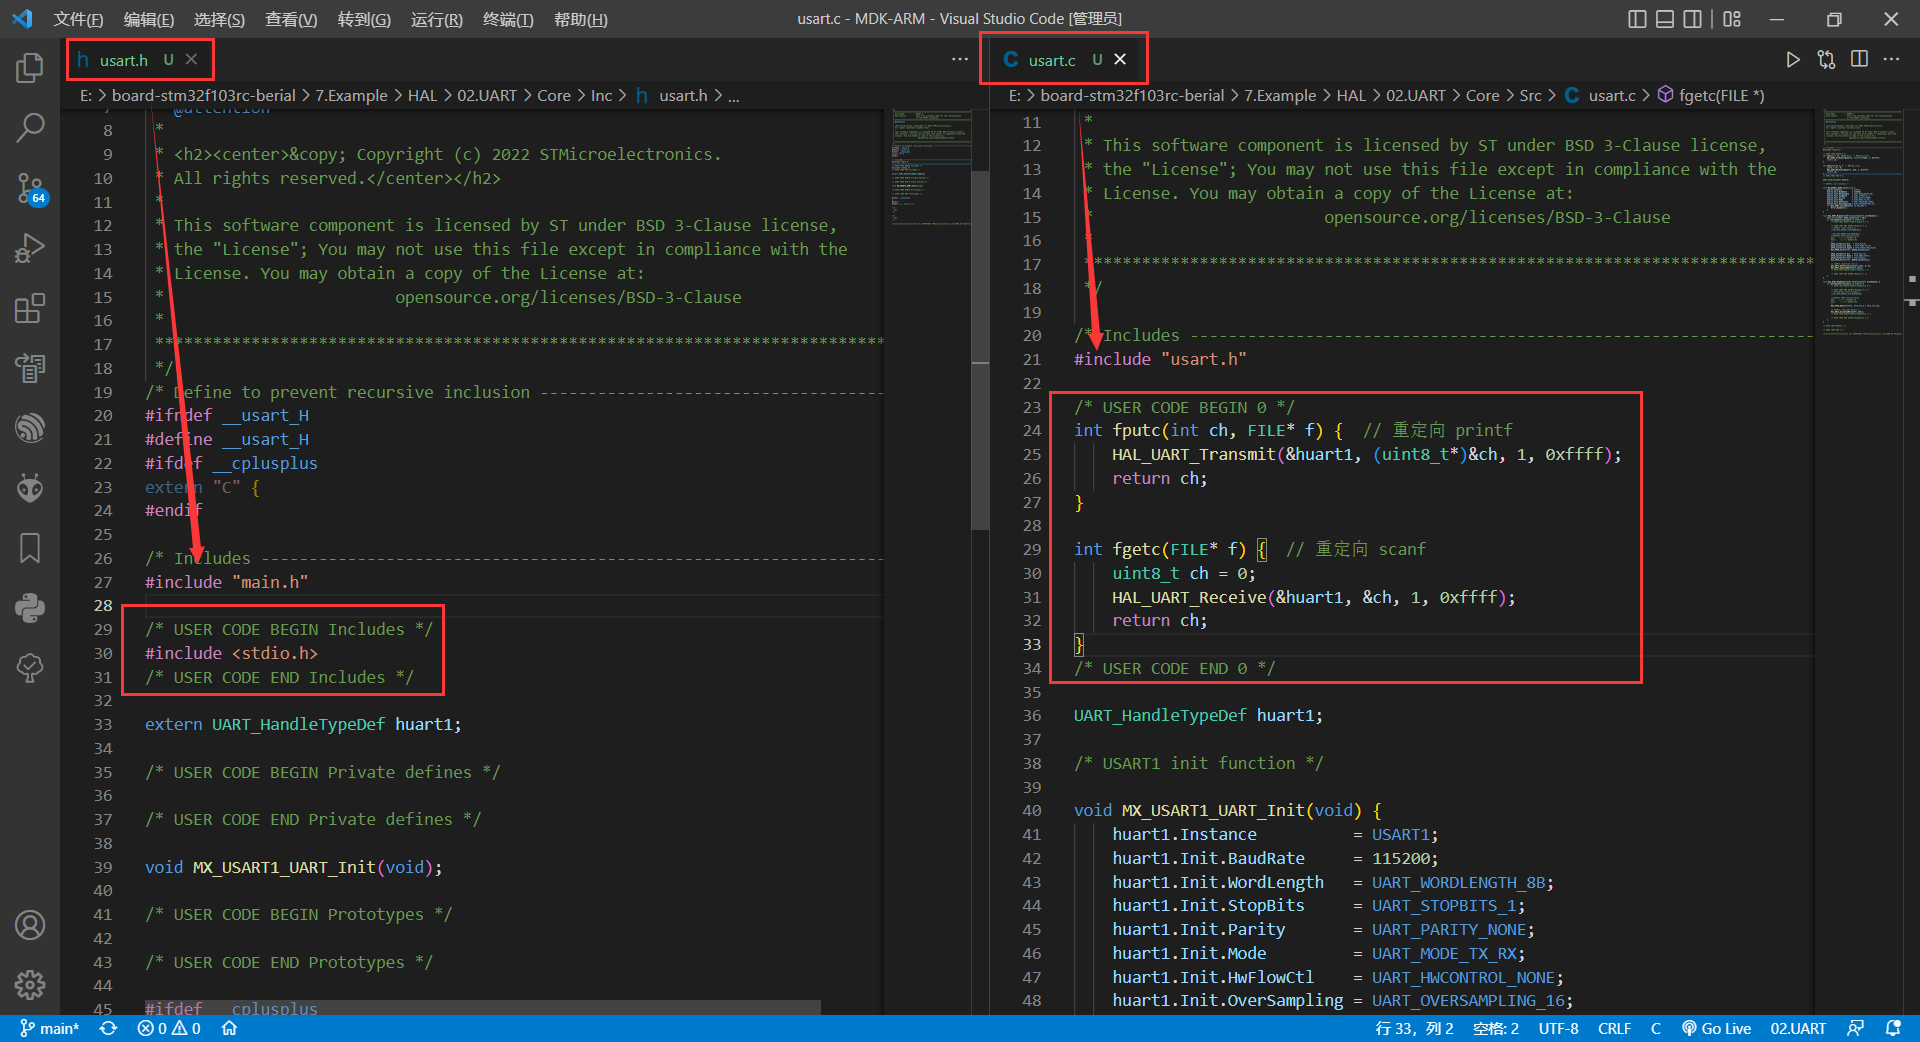 文件(F) 编辑(E) 选择(S) 查看(V) 转到(G) 运行(R) 终端(T) 帮助(H)
usart.c - MDK-ARM - Visual Studio Code [管理员]
usart.h U
E: > board-stm32f103rc-berial > 7.Example > HAL > 02.UART > Core > Inc > h usart.h > ...
7 @attention
8 *
9 * <h2><center>&copy; Copyright (c) 2022 STMicroelectronics.
10 * All rights reserved.</center></h2>
11 *
12 * This software component is licensed by ST under BSD 3-Clause license,
13 * the "License"; You may not use this file except in compliance with the
14 * License. You may obtain a copy of the License at:
15 * opensource.org/licenses/BSD-3-Clause
16 *
17 *****************************************************************************
18 */
19 /* Define to prevent recursive inclusion ------------------------------------
20 #ifndef __usart_H
21 #define __usart_H
22 #ifdef __cplusplus
23 extern "C" {
24 #endif
25
26 /* Includes -----------------------------------------------------------------
27 #include "main.h"
28
29 /* USER CODE BEGIN Includes */
30 #include <stdio.h>
31 /* USER CODE END Includes */
32
33 extern UART_HandleTypeDef huart1;
34
35 /* USER CODE BEGIN Private defines */
36
37 /* USER CODE END Private defines */
38
39 void MX_USART1_UART_Init(void);
40
41 /* USER CODE BEGIN Prototypes */
42
43 /* USER CODE END Prototypes */
44
45 #ifdef __cplusplus
C usart.c U
E: > board-stm32f103rc-berial > 7.Example > HAL > 02.UART > Core > Src > C usart.c > fgetc(FILE *)
11 *
12 * This software component is licensed by ST under BSD 3-Clause license,
13 * the "License"; You may not use this file except in compliance with the
14 * License. You may obtain a copy of the License at:
15 * opensource.org/licenses/BSD-3-Clause
16 *
17 *****************************************************************************
18 */
19
20 /* Includes -----------------------------------------------------------------
21 #include "usart.h"
22
23 /* USER CODE BEGIN 0 */
24 int fputc(int ch, FILE* f) { // 重定向 printf
25 HAL_UART_Transmit(&huart1, (uint8_t*)&ch, 1, 0xffff);
26 return ch;
27 }
28
29 int fgetc(FILE* f) { // 重定向 scanf
30 uint8_t ch = 0;
31 HAL_UART_Receive(&huart1, &ch, 1, 0xffff);
32 return ch;
33 }
34 /* USER CODE END 0 */
35
36 UART_HandleTypeDef huart1;
37
38 /* USART1 init function */
39
40 void MX_USART1_UART_Init(void) {
41 huart1.Instance = USART1;
42 huart1.Init.BaudRate = 115200;
43 huart1.Init.WordLength = UART_WORDLENGTH_8B;
44 huart1.Init.StopBits = UART_STOPBITS_1;
45 huart1.Init.Parity = UART_PARITY_NONE;
46 huart1.Init.Mode = UART_MODE_TX_RX;
47 huart1.Init.HwFlowCtl = UART_HWCONTROL_NONE;
48 huart1.Init.OverSampling = UART_OVERSAMPLING_16;
64
main* 0 0
行 33，列 2 空格: 2 UTF-8 CRLF C Go Live 02.UART